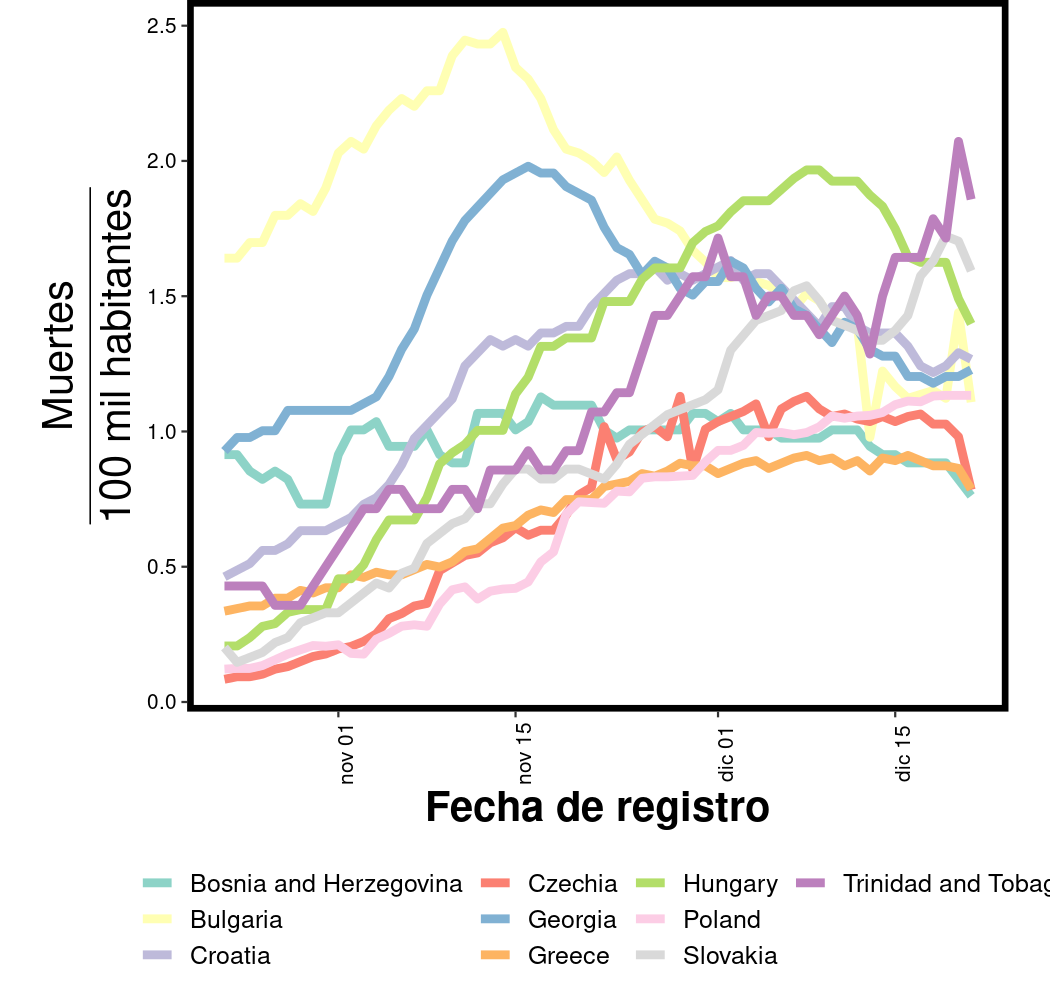 2.5
2.0
1.5
1.0
0.5
0.0
Muertes
100 mil habitantes
nov 01
nov 15
dic 01
dic 15
Fecha de registro
Bosnia and Herzegovina
Bulgaria
Croatia
Czechia
Georgia
Greece
Hungary
Poland
Slovakia
Trinidad and Tobag